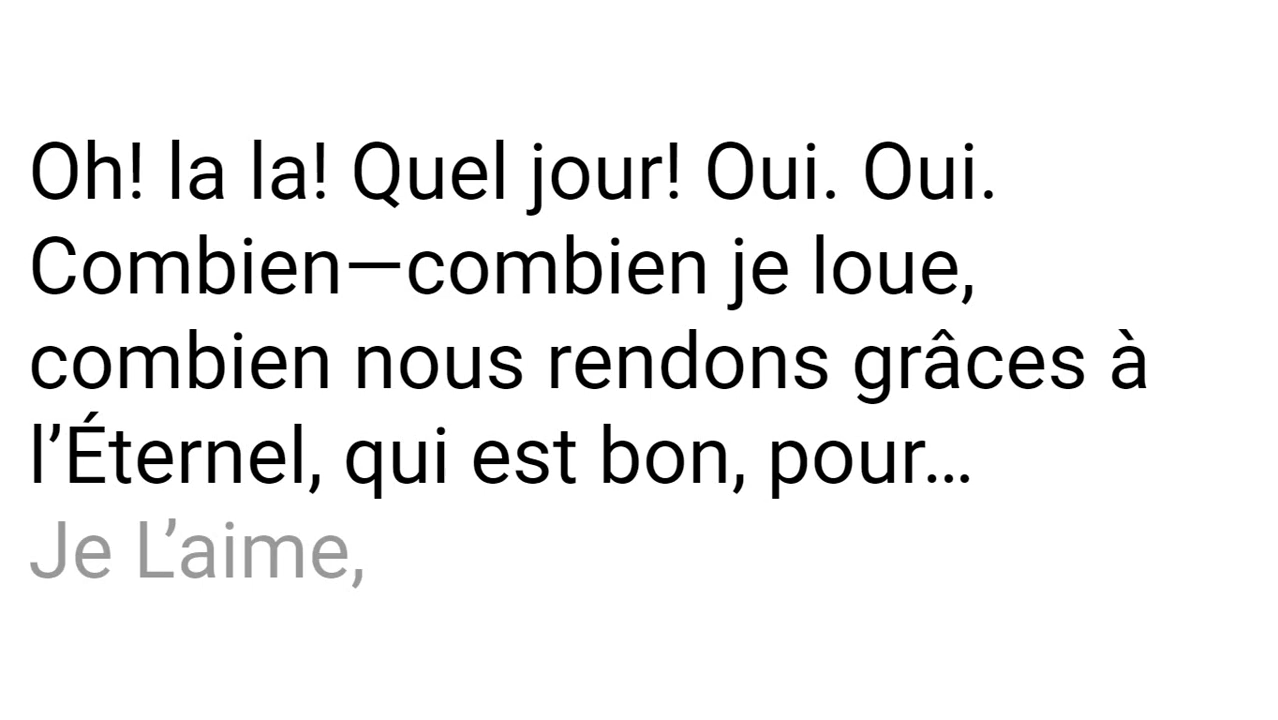 Oh! la la! Quel jour! Oui. Oui.
Combien—combien je loue,
combien nous rendons grâces à
l’Éternel, qui est bon, pour…
Je L’aime,